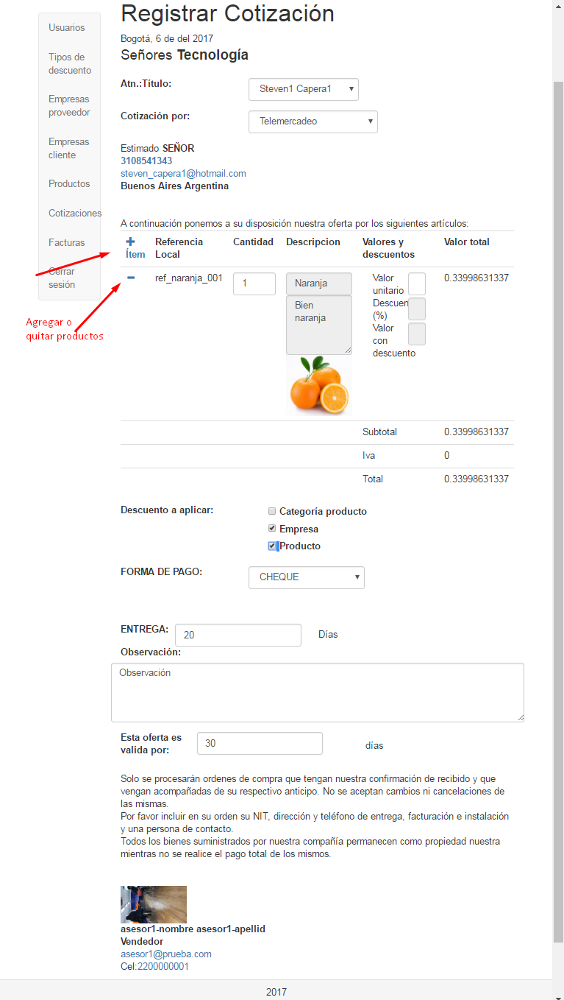 Registrar Cotización
Usuarios
Tipos de
descuento
Empresas
proveedor
Empresas
cliente
Productos
Cotizaciones
Facturas
Cerrar
sesión
Agregar o
quitar productos
Bogotá, 6 de del 2017
Señores Tecnología
Atn.:Título: Steven1 Capera1
Cotización por: Telemercadeo
Estimado SEÑOR
3108541343
steven_capera1@hotmail.com
Buenos Aires Argentina
A continuación ponemos a su disposición nuestra oferta por los siguientes artículos:
+ Ítem Referencia Local Cantidad Descripcion Valores y descuentos Valor total
- ref_naranja_001 1 Naranja Valor unitario 0.33998631337
Bien naranja
Descuen (%)
Valor con descuento
Subtotal 0.33998631337
Iva 0
Total 0.33998631337
Descuento a aplicar: Categoría producto
Empresa
Producto
FORMA DE PAGO: CHEQUE
ENTREGA: 20 Días
Observación:
Observación
Esta oferta es
valida por: 30 días
Solo se procesarán ordenes de compra que tengan nuestra confirmación de recibido y que
vengan acompañadas de su respectivo anticipo. No se aceptan cambios ni cancelaciones de
las mismas.
Por favor incluir en su orden su NIT, dirección y teléfono de entrega, facturación e instalación
y una persona de contacto.
Todos los bienes suministrados por nuestra compañía permanecen como propiedad nuestra
mientras no se realice el pago total de los mismos.
asesor1-nombre asesor1-apellid
Vendedor
asesor1@prueba.com
Cel:2200000001
2017